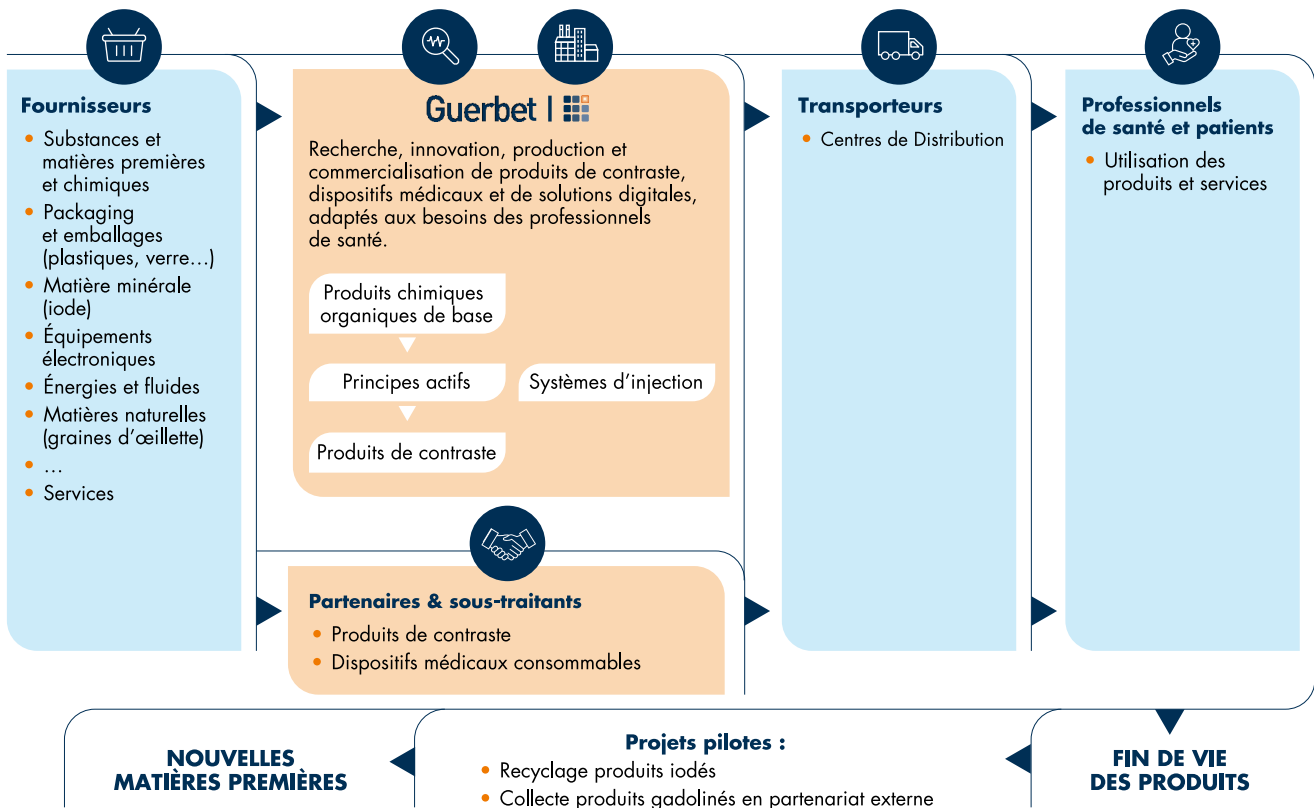 Fournisseurs
• Substances et
matières premières
et chimiques
• Packaging
et emballages
(plastiques, verre…)
• Matière minérale
(iode)
• Équipements
électroniques
• Énergies et fluides
• Matières naturelles
(graines d’œillette)
• …
• Services
Guerbet |
Recherche, innovation, production et
commercialisation de produits de contraste,
dispositifs médicaux et de solutions digitales,
adaptés aux besoins des professionnels
de santé.
Produits chimiques
organiques de base
Principes actifs
Systèmes d’injection
Produits de contraste
Partenaires & sous-traitants
• Produits de contraste
• Dispositifs médicaux consommables
Transporteurs
• Centres de Distribution
Professionnels
de santé et patients
• Utilisation des
produits et services
NOUVELLES
MATIÈRES PREMIÈRES
Projets pilotes :
• Recyclage produits iodés
• Collecte produits gadolinés en partenariat externe
FIN DE VIE
DES PRODUITS